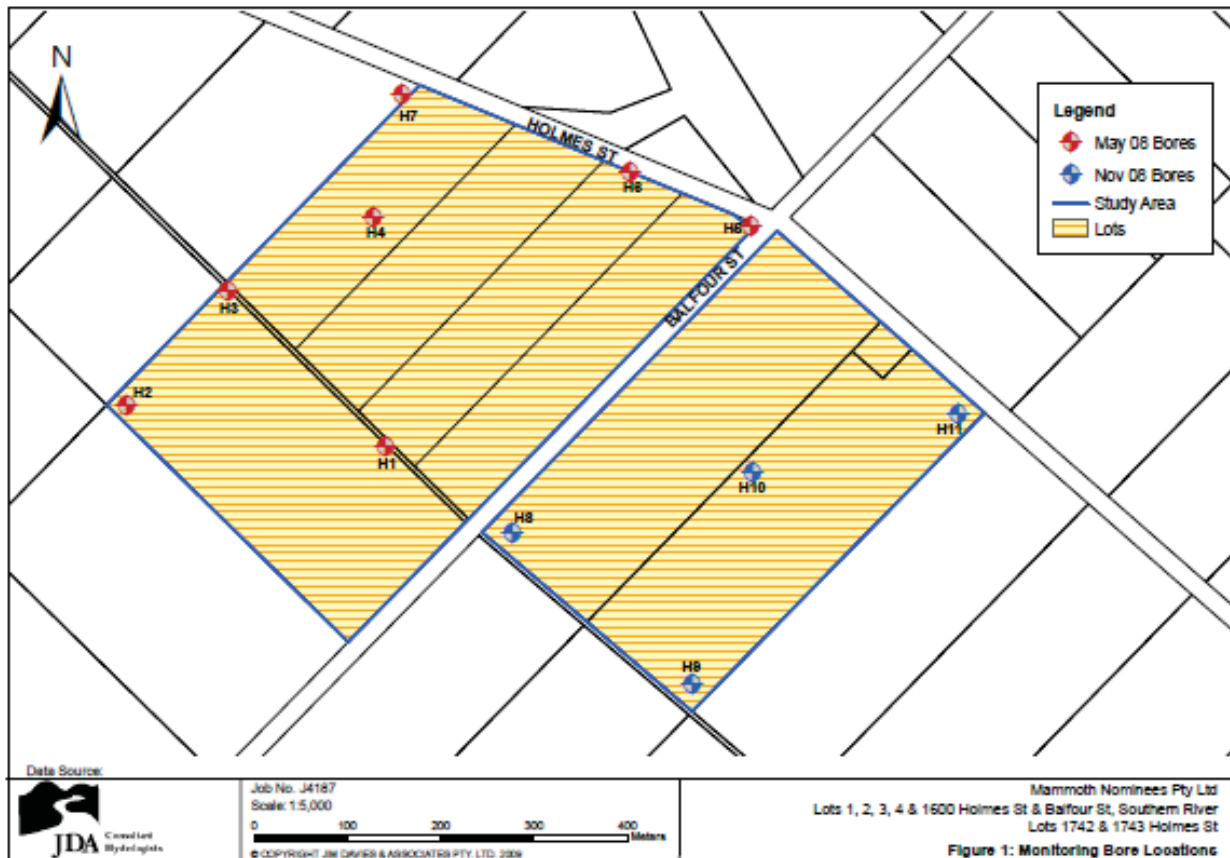 N
H7
HOLMES ST
H6
H4
H6
BALFOUR ST
H3
H2
H1
H11
H10
H8
H9
Legend
May 08 Bores
Nov 08 Bores
Study Area
Lots
Data Source:
JDA Consultant
Hydrologists
Job No. J4187
Scale: 1:5,000
0 100 200 300 400
Meters
© COPYRIGHT JIM DAVIES & ASSOCIATES PTY. LTD. 2009
Mammoth Nominees Pty Ltd
Lots 1, 2, 3, 4 & 1600 Holmes St & Balfour St, Southern River
Lots 1742 & 1743 Holmes St
Figure 1: Monitoring Bore Locations